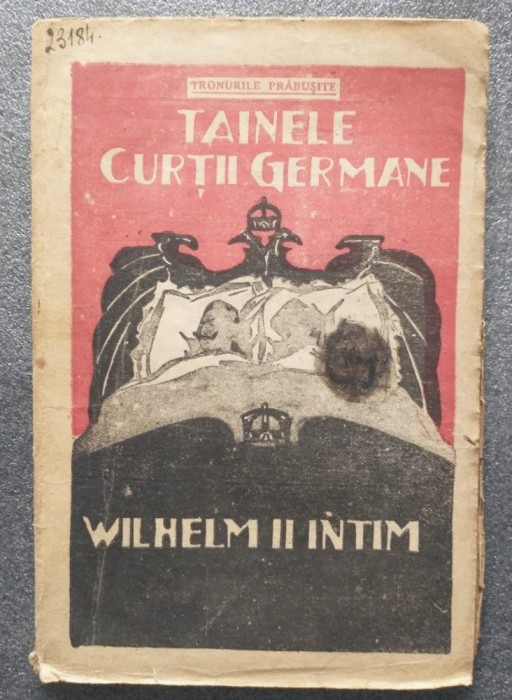 23184.
TRONURILE PRĂBUȘITE
TAINELE
CURȚII GERMANE
WILHELM II INTIM